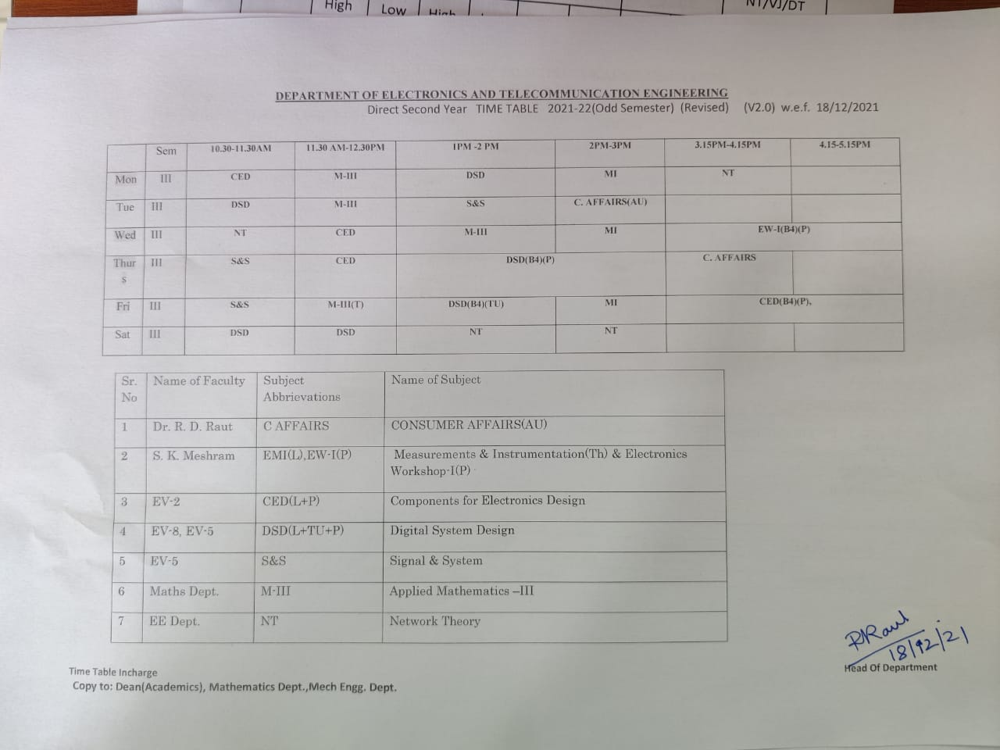 High Low High NT/VJ/DT
DEPARTMENT OF ELECTRONICS AND TELECOMMUNICATION ENGINEERING
Direct Second Year TIME TABLE 2021-22(Odd Semester) (Revised) (V2.0) w.e.f. 18/12/2021
Sem 10.30-11.30AM 11.30 AM-12.30PM 1PM -2 PM 2PM-3PM 3.15PM-4.15PM 4.15-5.15PM
Mon III CED M-III DSD MI NT
Tue III DSD M-III S&S C. AFFAIRS(AU)
Wed III NT CED M-III MI EW-I(B4)(P)
Thur III S&S CED DSD(B4)(P) C. AFFAIRS
s
Fri III S&S M-III(T) DSD(B4)(TU) MI CED(B4)(P),
Sat III DSD DSD NT NT
Sr. Name of Faculty Subject Name of Subject
No Abbrievations
1 Dr. R. D. Raut C AFFAIRS CONSUMER AFFAIRS(AU)
2 S. K. Meshram EMI(L),EW-I(P) Measurements & Instrumentation(Th) & Electronics
Workshop-I(P)
3 EV-2 CED(L+P) Components for Electronics Design
4 EV-8, EV-5 DSD(L+TU+P) Digital System Design
5 EV-5 S&S Signal & System
6 Maths Dept. M-III Applied Mathematics –III
7 EE Dept. NT Network Theory
RRaut
18/12/21
Time Table Incharge Head Of Department
Copy to: Dean(Academics), Mathematics Dept.,Mech Engg. Dept.